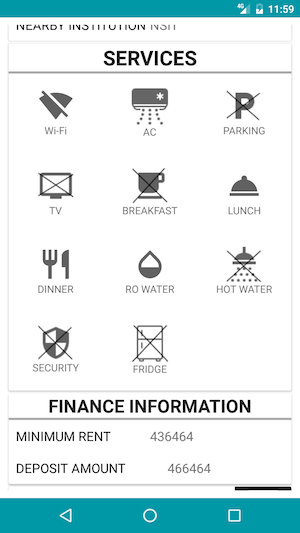 4G 11:59
NEARBY INSTITUTION NSIT
SERVICES
Wi-Fi AC PARKING
TV BREAKFAST LUNCH
DINNER RO WATER HOT WATER
SECURITY FRIDGE
FINANCE INFORMATION
MINIMUM RENT 436464
DEPOSIT AMOUNT 466464